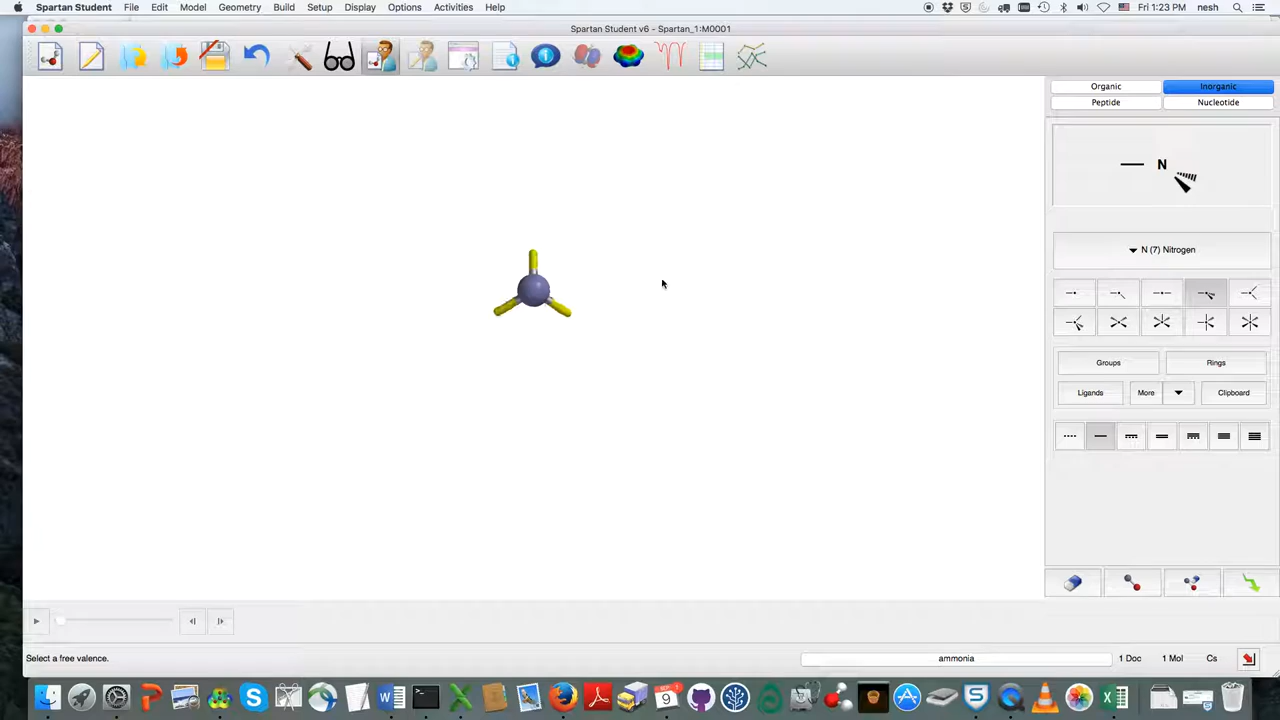 Spartan Student File Edit Model Geometry Build Setup Display Options Activities Help Fri 1:23 PM nesh
Spartan Student v6 - Spartan_1:M0001
Organic Inorganic
Peptide Nucleotide
N
N (7) Nitrogen
Groups Rings
Ligands More Clipboard
Select a free valence. ammonia 1 Doc 1 Mol Cs